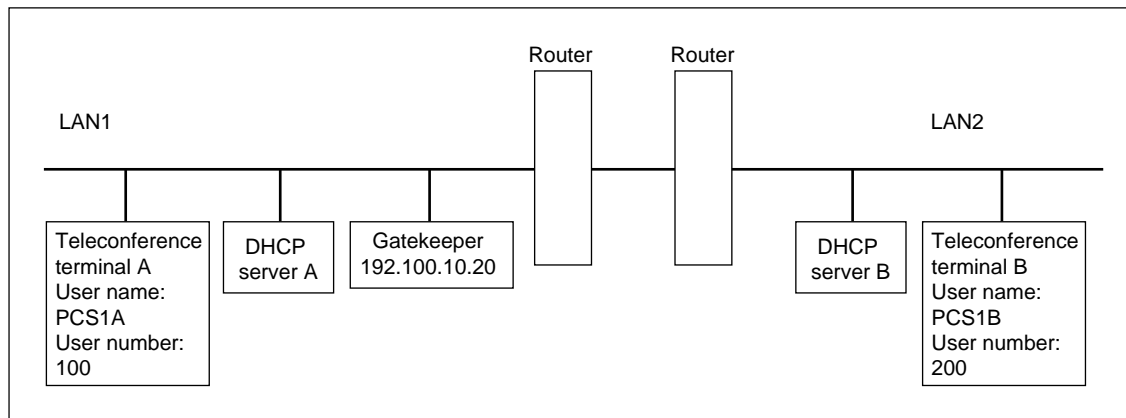 Router
Router
LAN1
LAN2
Teleconference
terminal A
User name:
PCS1A
User number:
100
DHCP
server A
Gatekeeper
192.100.10.20
DHCP
server B
Teleconference
terminal B
User name:
PCS1B
User number:
200